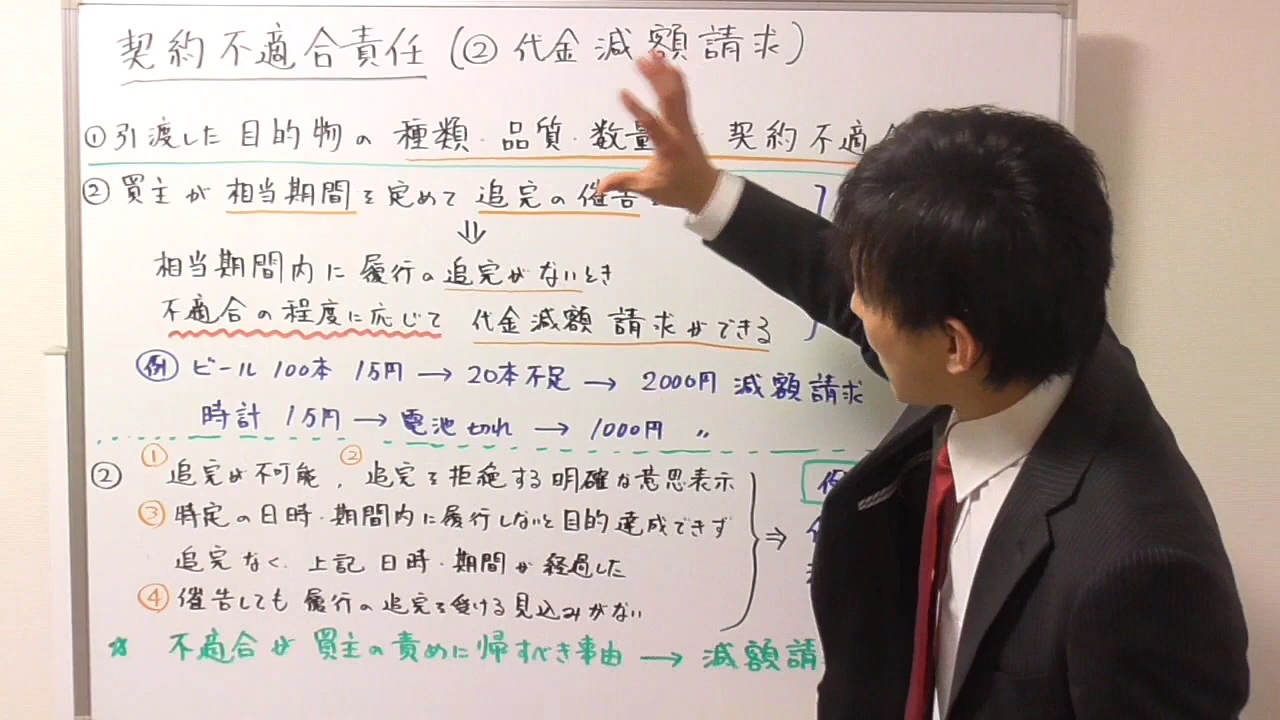 契約不適合責任（② 代金減額請求）
①引渡した目的物の 種類・品質・数量 契約不適
②買主が 相当期間を定めて 追完の催告
⇓
相当期間内に 履行の追完がないとき
不適合の程度に応じて 代金減額 請求ができる
例 ビール 100本 1万円 → 20本不足 → 2000円 減額請求
時計 1万円 → 電池切れ → 1000円 〃
② ① 追完が不可能, ② 追完を拒絶する明確な意思表示
③ 特定の日時・期間内に履行しないと目的達成できず
追完なく、上記 日時・期間が経過した
④ 催告しても 履行の追完を受ける見込みがない
⇒
例
* 不適合が 買主の責めに帰すべき事由 → 減額請